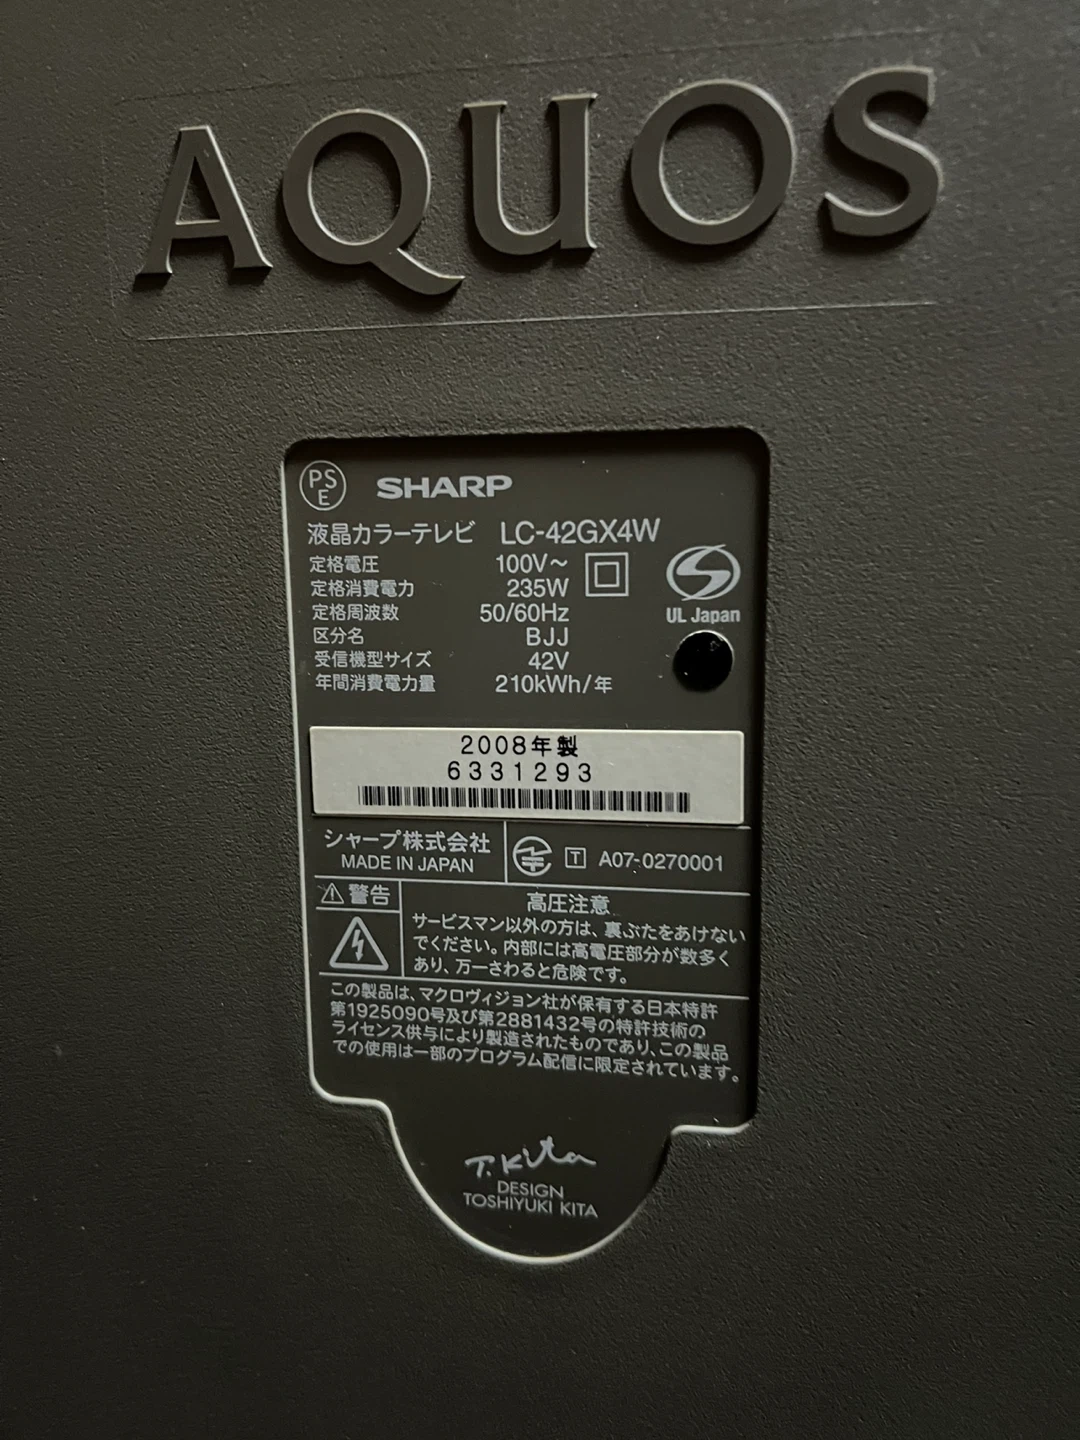 AQUOS
PS
E
SHARP
液晶カラーテレビ LC-42GX4W
定格電圧 100V～
定格消費電力 235W
定格周波数 50/60Hz
区分名 BJJ
受信機型サイズ 42V
年間消費電力量 210kWh/年
UL Japan
2008年製
6331293
シャープ株式会社
MADE IN JAPAN
T A07-0270001
警告
高圧注意
サービスマン以外の方は、裏ぶたをあけない
でください。内部には高電圧部分が数多く
あり、万一さわると危険です。
この製品は、マクロヴィジョン社が保有する日本特許
第1925090号及び第2881432号の特許技術の
ライセンス供与により製造されたものであり、この製品
での使用は一部のプログラム配信に限定されています。
T. Kita
DESIGN
TOSHIYUKI KITA